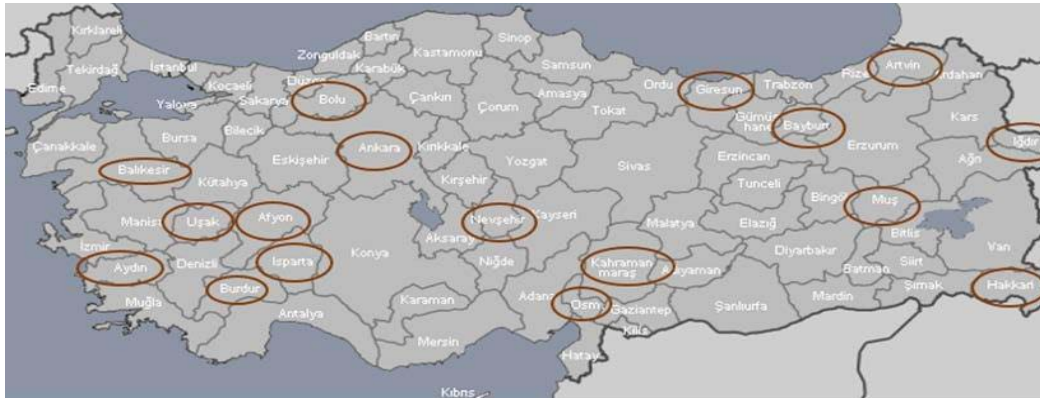 Kırklareli
Tekirdağ
Edirne
İstanbul
Kocaeli
Yalova
Sakarya
Düzce
Zonguldak
Bartın
Karabük
Kastamonu
Sinop
Samsun
Ordu
Giresun
Trabzon
Rize
Artvin
Ardahan
Bolu
Çankırı
Çorum
Amasya
Tokat
Gümüş
hane
Bayburt
Kars
Iğdır
Çanakkale
Bursa
Bilecik
Eskişehir
Ankara
Kırıkkale
Yozgat
Sivas
Erzincan
Erzurum
Ağrı
Balıkesir
Kütahya
Kırşehir
Tunceli
Bingöl
Muş
Manisa
Uşak
Afyon
Nevşehir
Kayseri
Malatya
Elazığ
Bitlis
Van
İzmir
Aydın
Denizli
Isparta
Konya
Aksaray
Niğde
Kahraman
maraş
Adıyaman
Diyarbakır
Batman
Siirt
Muğla
Burdur
Antalya
Karaman
Mersin
Adana
Osm
Gaziantep
Kilis
Şanlıurfa
Mardin
Şırnak
Hakkari
Hatay
Kıbrıs